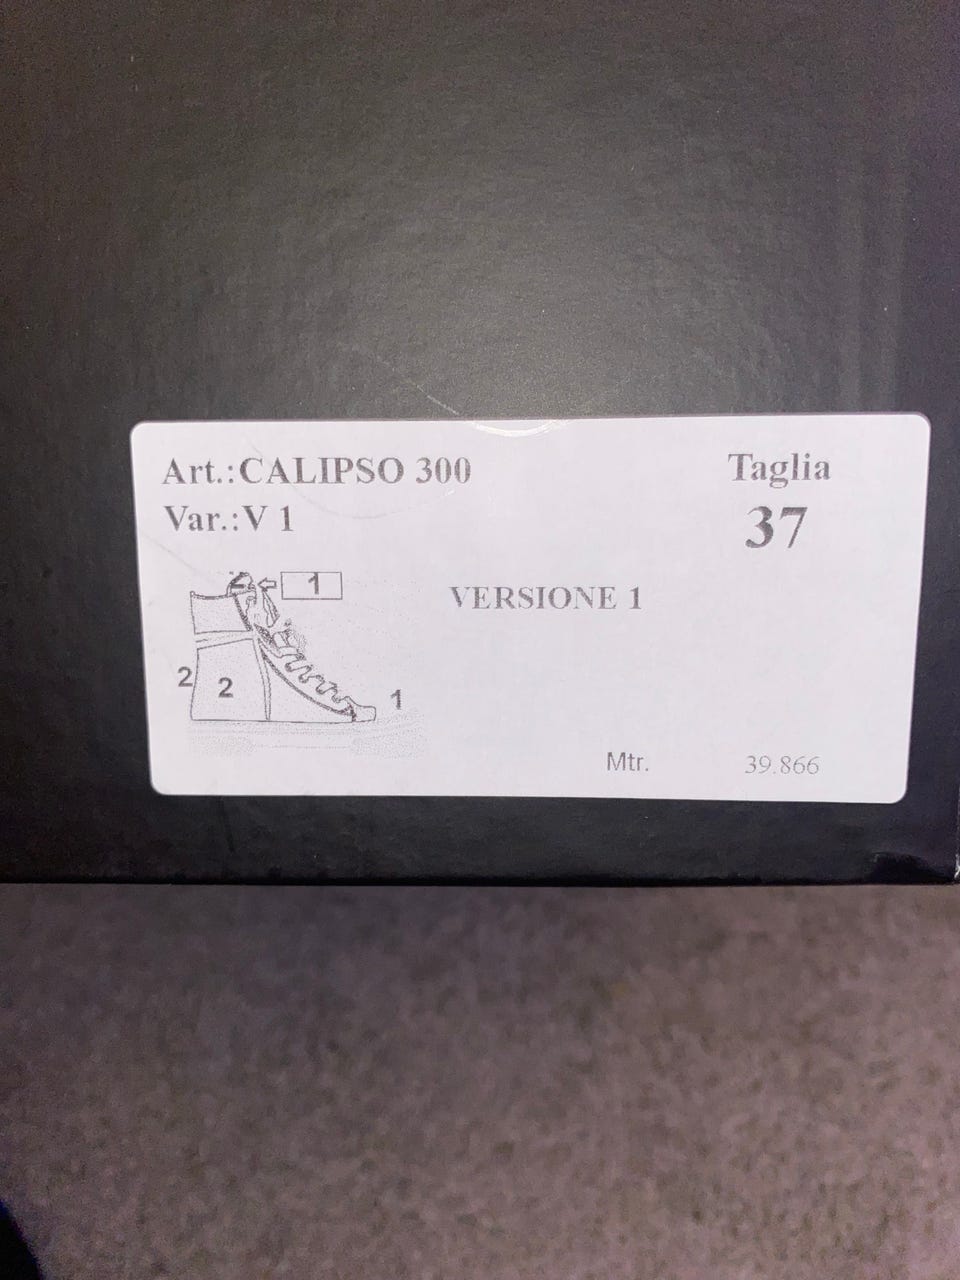 Art.:CALIPSO 300
Taglia
Var.:V 1
37
1
VERSIONE 1
2
2
1
Mtr.
39.866